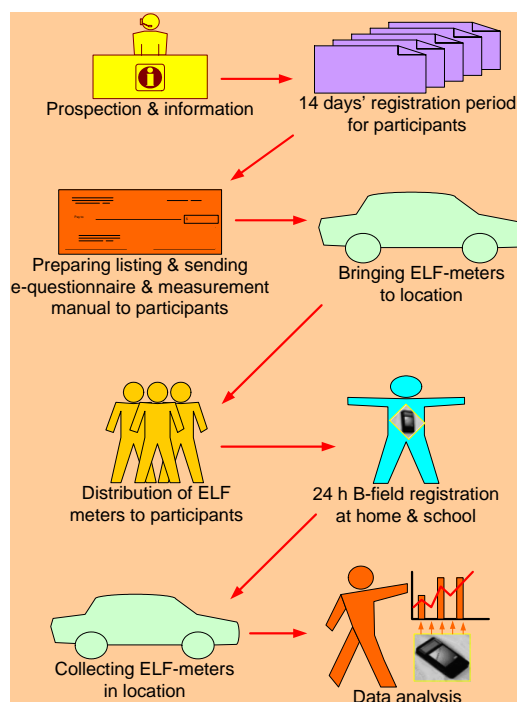 Prospection & information
14 days' registration period
for participants
Preparing listing & sending
e-questionnaire & measurement
manual to participants
Bringing ELF-meters
to location
Distribution of ELF
meters to participants
24 h B-field registration
at home & school
Collecting ELF-meters
in location
Data analysis